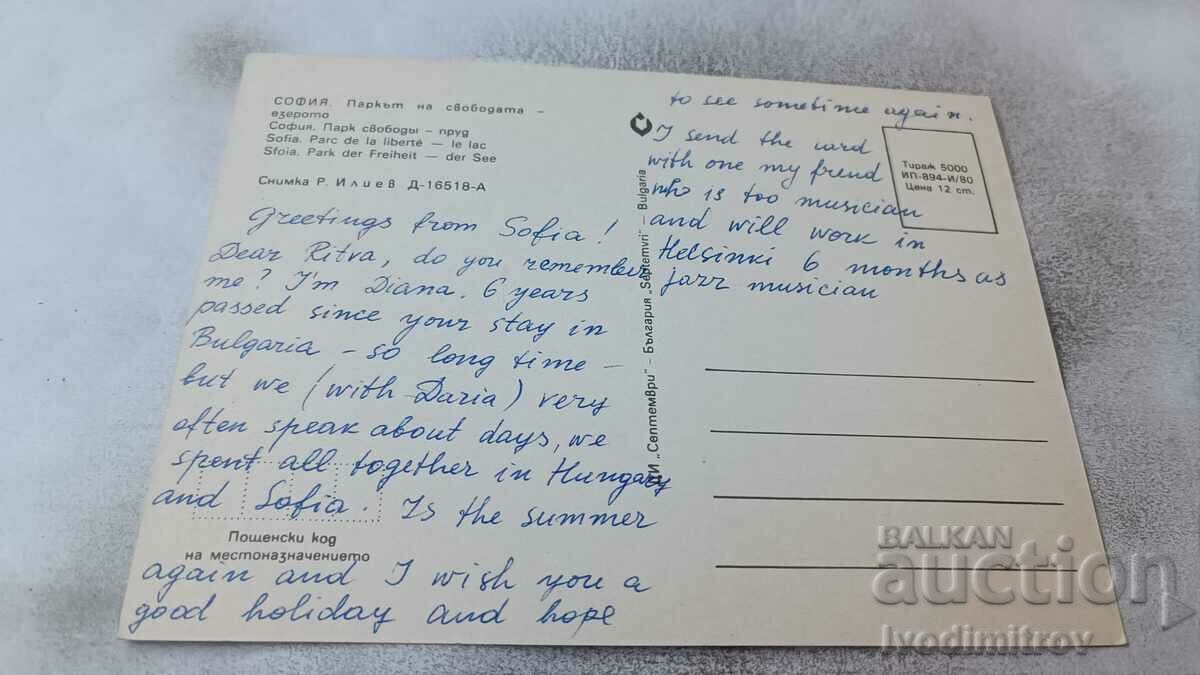 СОФИЯ. Паркът на свободата –
езерото
София. Парк свободы – пруд
Sofia. Parc de la liberté — le lac
Sfoia. Park der Freiheit — der See
Снимка Р. Илиев Д-16518-А
Greetings from Sofia!
Dear Ritva, do you remember
me? I'm Diana. 6 years
passed since your stay in
Bulgaria – so long time –
but we (with Daria) very
often speak about days, we
spent all together in Hungary
and Sofia. Is the summer
Пощенски код
на местоназначението
again and I wish you a
good holiday and hope
to see sometime again.
I send the card
with one my frend
who is too musician
and will work in
Helsinki 6 months as
jazz musician
Тираж 5000
ИП-894-И/80
Цена 12 ст.
ДИ „Септември" – България „Septemvri" – Bulgaria
BALKAN
auction
ivodimitrov